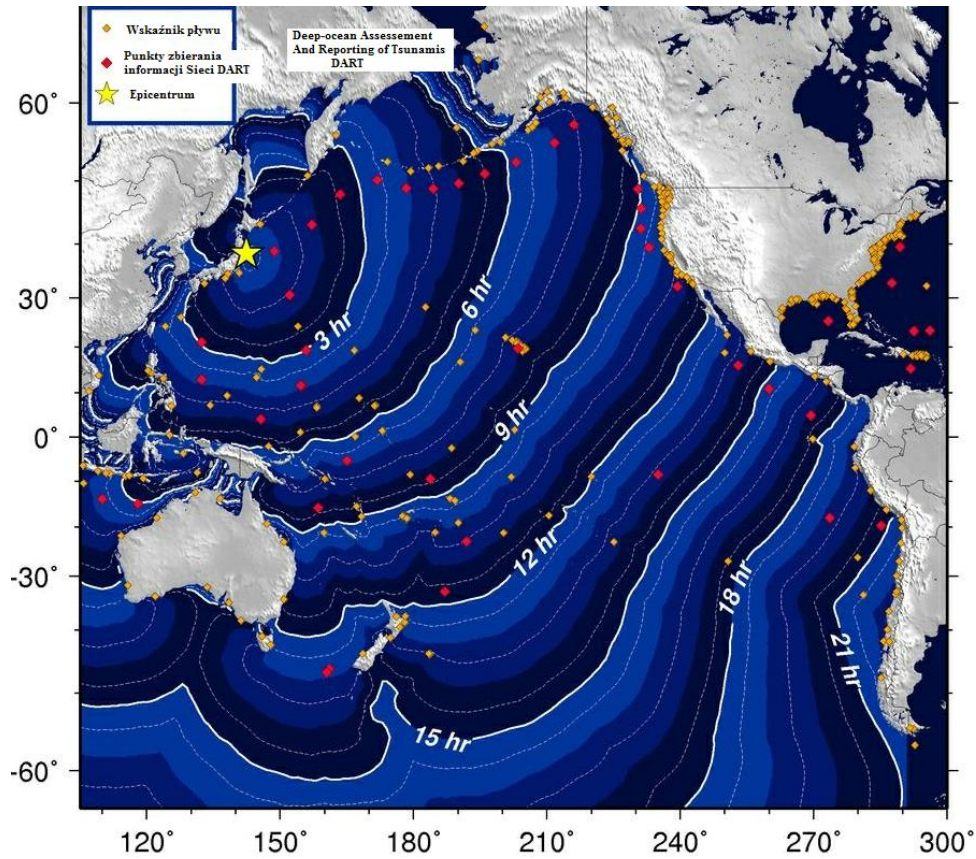 Wskaźnik pływu
Punkty zbierania
informacji Sieci DART
Epicentrum
Deep-ocean Assessement
And Reporting of Tsunamis
DART
60°
30°
0°
-30°
-60°
3 hr
6 hr
9 hr
12 hr
15 hr
18 hr
21 hr
120°
150°
180°
210°
240°
270°
300°